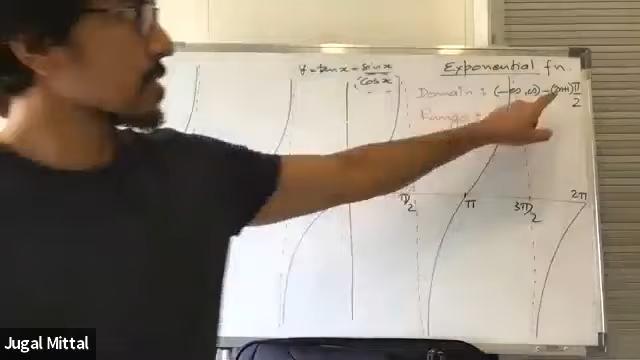 y = tan x = sin x
cos x
Exponential fn.
Domain : (-∞, ∞) - (2n+1) π
2
Range :
π/2
π
3π/2
2π
Jugal Mittal